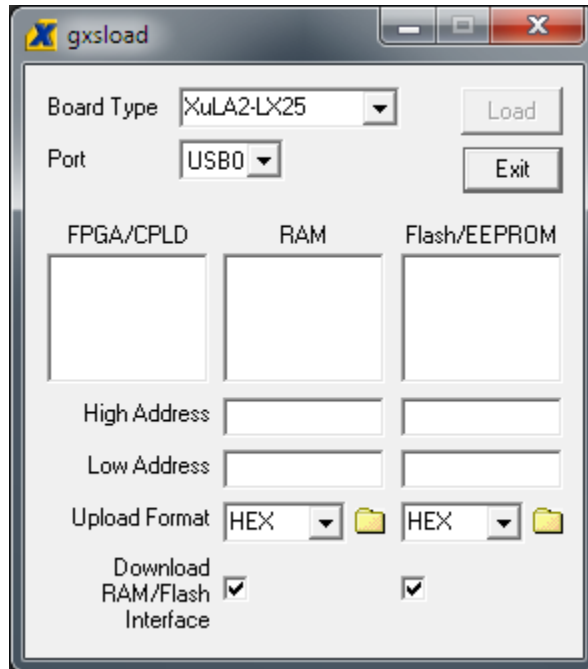 gxsload
Board Type XuLA2-LX25 Load
Port USB0 Exit
FPGA/CPLD RAM Flash/EEPROM
High Address
Low Address
Upload Format HEX HEX
Download
RAM/Flash
Interface